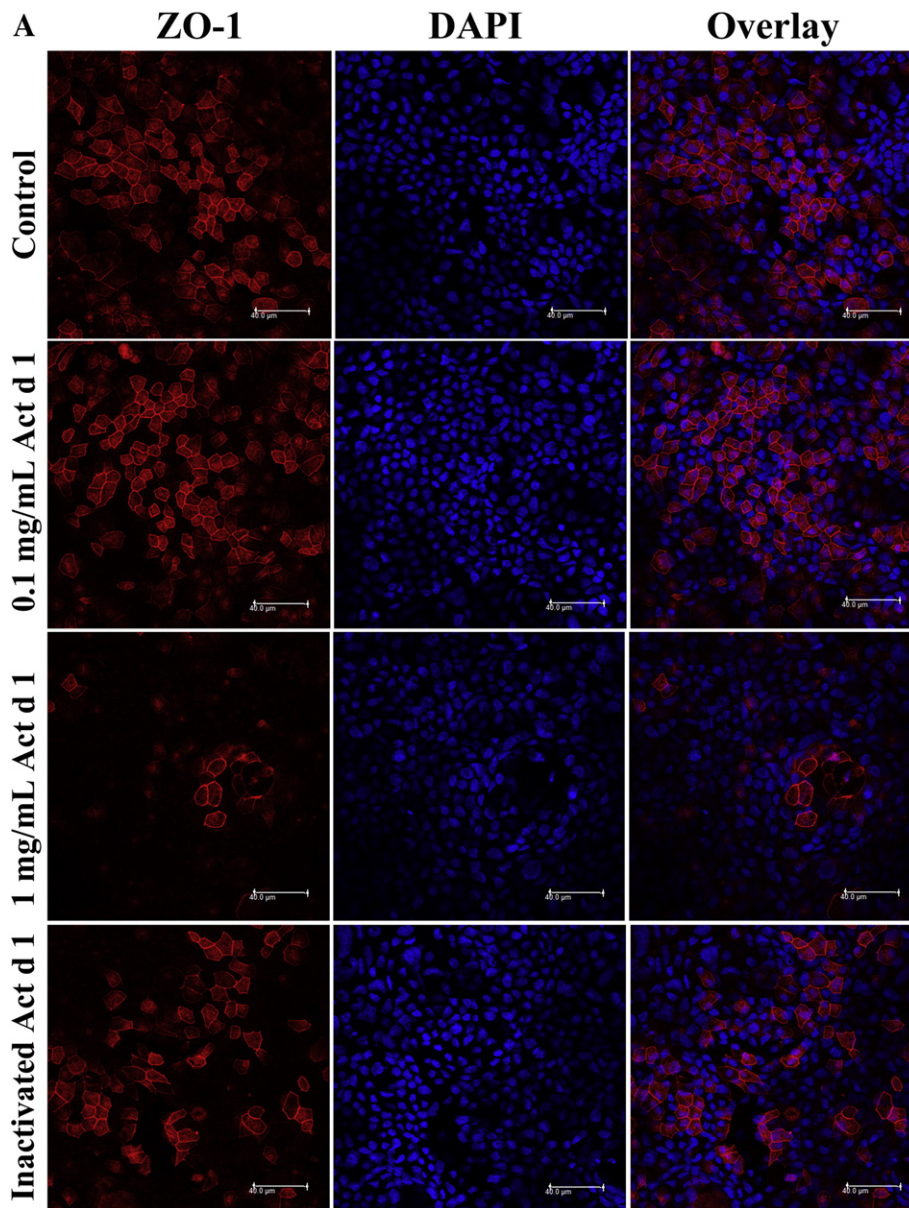 A
ZO-1
DAPI
Overlay
Control
40.0 µm
40.0 µm
40.0 µm
0.1 mg/mL Act d 1
40.0 µm
40.0 µm
40.0 µm
1 mg/mL Act d 1
40.0 µm
40.0 µm
40.0 µm
Inactivated Act d 1
40.0 µm
40.0 µm
40.0 µm